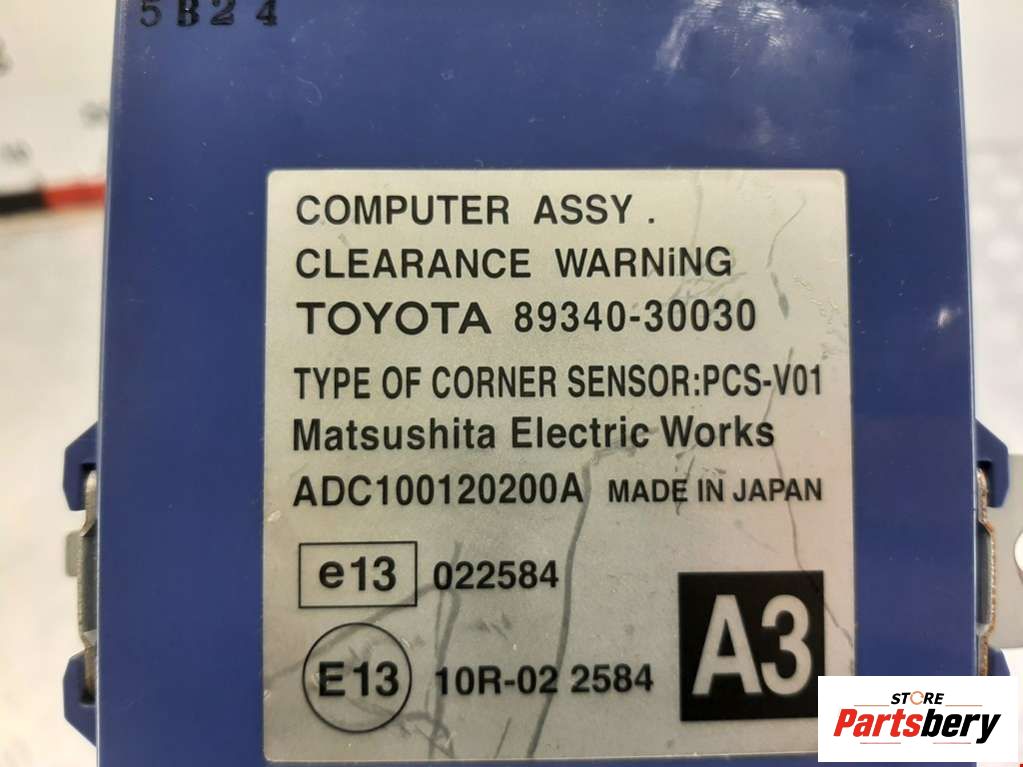 5B24
COMPUTER ASSY.
CLEARANCE WARNiNG
TOYOTA 89340-30030
TYPE OF CORNER SENSOR:PCS-V01
Matsushita Electric Works
ADC100120200A MADE IN JAPAN
e13 022584
E13 10R-02 2584
A3
STORE
Partsbery